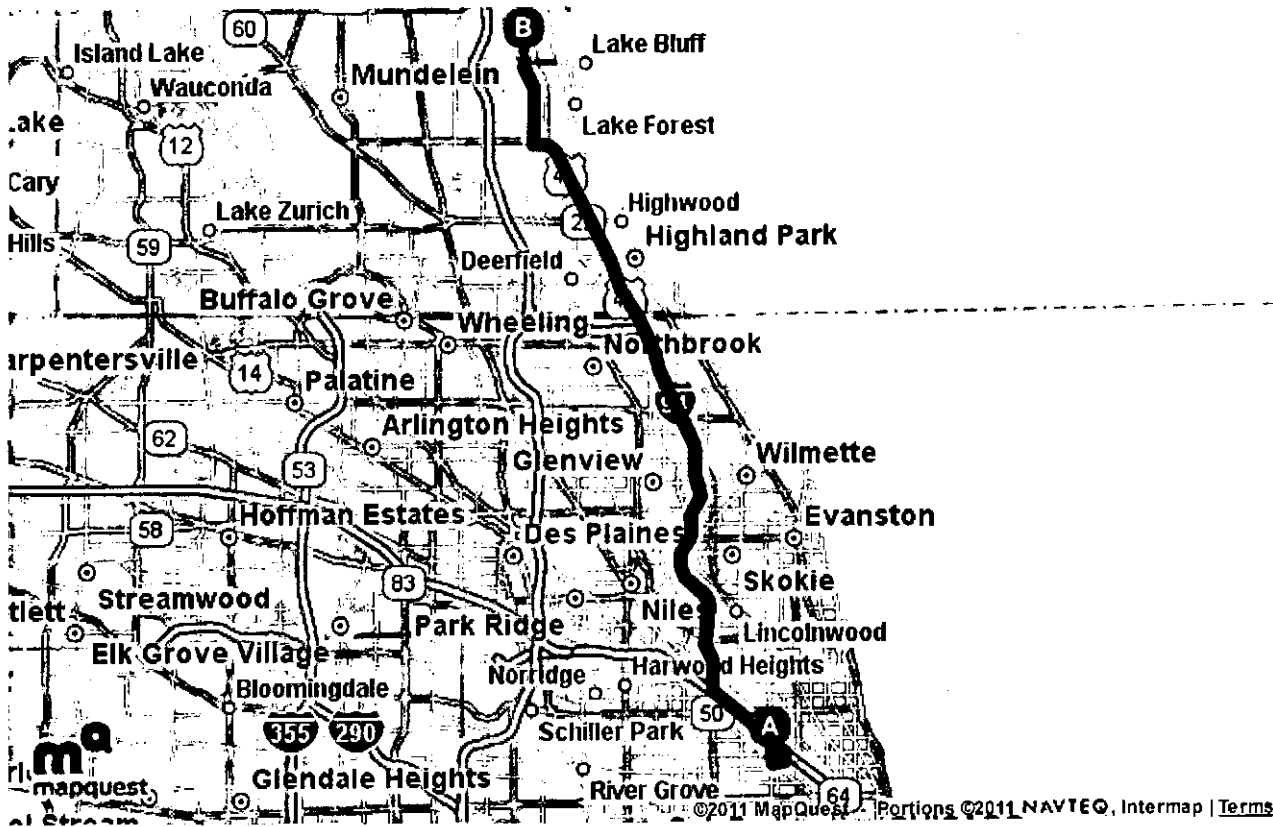 60
B
Lake Bluff
Island Lake
Mundelein
Wauconda
Lake Forest
12
Cary
Highwood
Lake Zurich
Highland Park
Hills
59
Deerfield
Buffalo Grove
Wheeling
Northbrook
arpentersville
14
Palatine
Arlington Heights
62
Wilmette
Glenview
53
Hoffman Estates
Evanston
58
Des Plaines
Skokie
83
Streamwood
tlett
Niles
Park Ridge
Lincolnwood
Elk Grove Village
Harwood Heights
Norridge
Bloomingdale
50
A
Schiller Park
355
290
ma
mapquest
Glendale Heights
River Grove
64
©2011 MapQuest Portions ©2011 NAVTEQ, Intermap | Terms